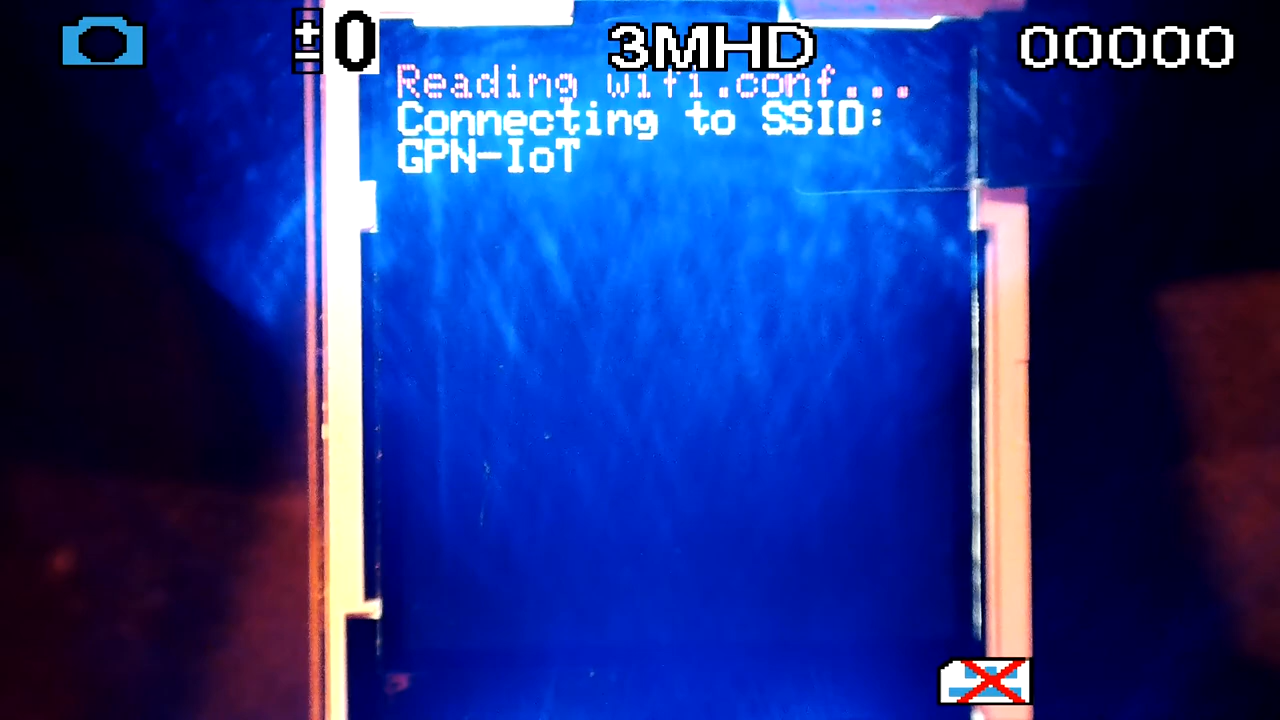 ±0 3MHD 00000
Reading wifi.conf...
Connecting to SSID:
GPN-IoT